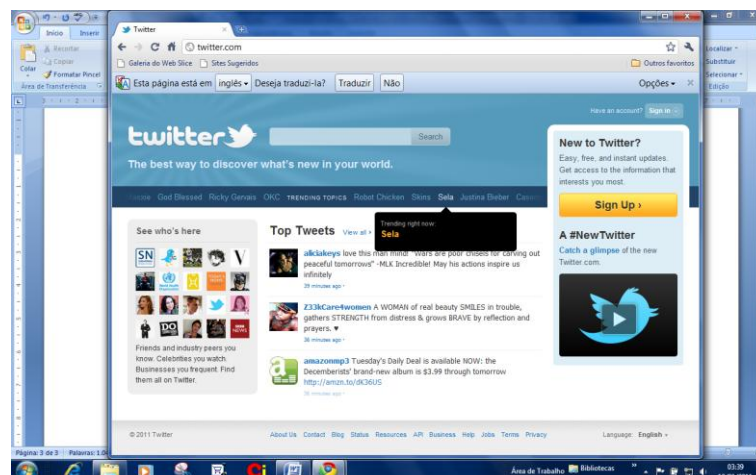 Início Inserir
Recortar
Copiar
Colar
Formatar Pincel
Área de Transferência
Twitter
twitter.com
Galeria do Web Slice Sites Sugeridos Outros favoritos
Esta página está em inglês Deseja traduzi-la? Traduzir Não Opções
Localizar
Substituir
Selecionar
Edição
Have an account? Sign in
twitter
Search
The best way to discover what's new in your world.
New to Twitter?
Easy, free, and instant updates.
Get access to the information that
interests you most.
Sign Up ›
God Blessed Ricky Gervais OKC TRENDING TOPICS Robot Chicken Skins Sela Justina Bieber
Trending right now:
Sela
See who's here
Top Tweets View all
aliciakeys love this man mind! "Wars are poor chisels for carving out
peaceful tomorrows" -MLK Incredible! May his actions inspire us
infinitely
Z33kCare4women A WOMAN of real beauty SMILES in trouble,
gathers STRENGTH from distress & grows BRAVE by reflection and
prayers. ♥
36 minutes ago
amazonmp3 Tuesday's Daily Deal is available NOW: the
Decemberists' brand-new album is $3.99 through tomorrow
http://amzn.to/dK36US
SN
DO
NEWS
Friends and industry peers you
know. Celebrities you watch.
Businesses you frequent. Find
them all on Twitter.
A #NewTwitter
Catch a glimpse of the new
Twitter.com.
© 2011 Twitter
About Us Contact Blog Status Resources API Business Help Jobs Terms Privacy
Language: English
Página: 3 de 3
Área de Trabalho Bibliotecas
03:39